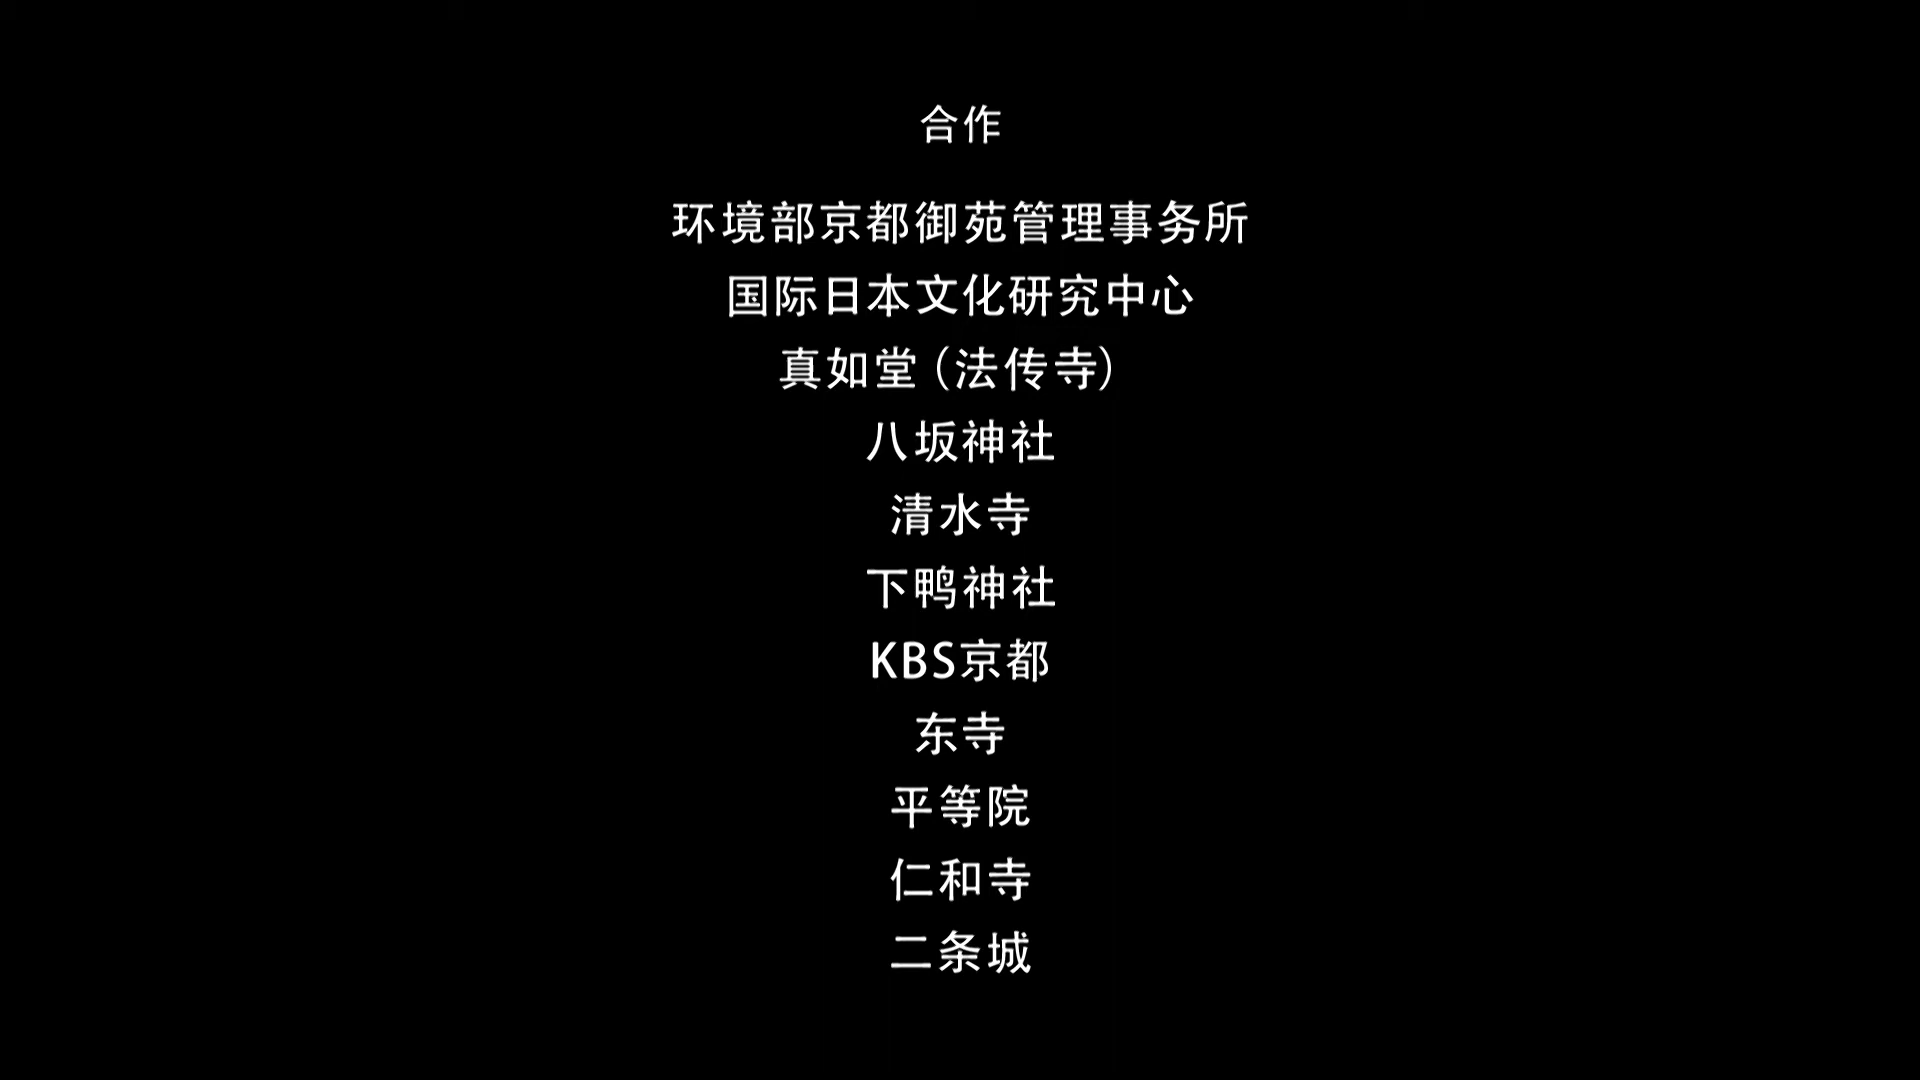 合作
环境部京都御苑管理事务所
国际日本文化研究中心
真如堂(法传寺)
八坂神社
清水寺
下鸭神社
KBS京都
东寺
平等院
仁和寺
二条城